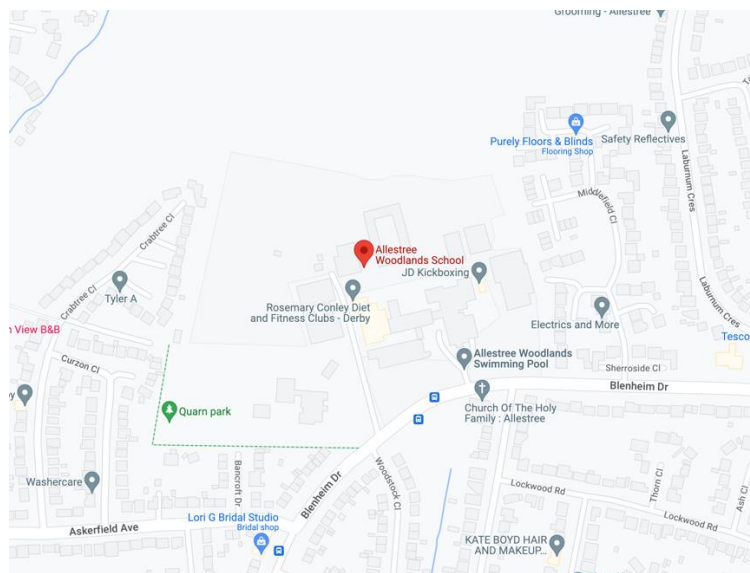 Grooming - Allestree
Purely Floors & Blinds
Flooring Shop
Safety Reflectives
Laburnum Cres
Middlefield Cl
Crabtree Cl
Allestree
Woodlands School
JD Kickboxing
Tyler A
Crabtree Cl
Rosemary Conley Diet
and Fitness Clubs - Derby
Laburnum Cres
Electrics and More
View B&B
Tesco
Curzon Cl
Allestree Woodlands
Swimming Pool
Sherroside Cl
Blenheim Dr
Church Of The Holy
Family : Allestree
Quarn park
Bancroft Dr
Woodstock Cl
Washercare
Blenheim Dr
Lockwood Rd
Thorn Cl
Ash Cl
Lori G Bridal Studio
Bridal shop
Askerfield Ave
Lockwood Rd
KATE BOYD HAIR
AND MAKEUP...